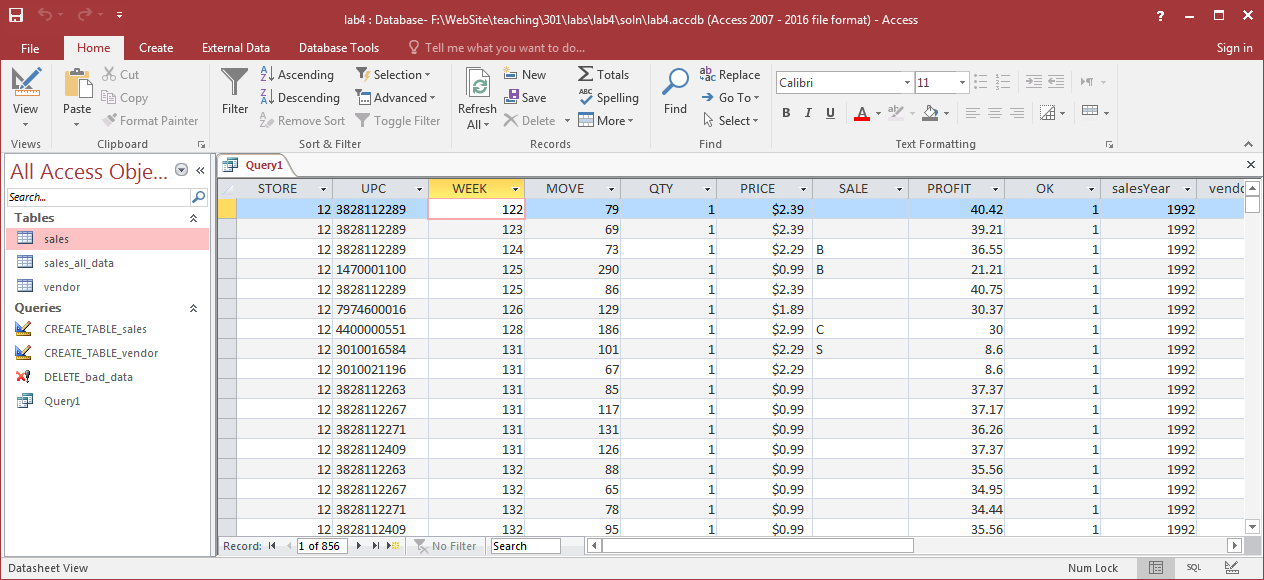 lab4 : Database- F:\WebSite\teaching\301\labs\lab4\soln\lab4.accdb (Access 2007 - 2016 file format) - Access
File Home Create External Data Database Tools Tell me what you want to do... Sign in
View Paste Cut Copy Format Painter
Filter Ascending Descending Remove Sort Selection Advanced Toggle Filter
Refresh All New Save Delete Totals Spelling More
Find Replace Go To Select
Calibri 11
B I U A
Views Clipboard Sort & Filter Records Find Text Formatting
All Access Obje...
Search...
Tables
sales
sales_all_data
vendor
Queries
CREATE_TABLE_sales
CREATE_TABLE_vendor
DELETE_bad_data
Query1
Query1
STORE UPC WEEK MOVE QTY PRICE SALE PROFIT OK salesYear
12 3828112289 122 79 1 $2.39 40.42 1 1992
12 3828112289 123 69 1 $2.39 39.21 1 1992
12 3828112289 124 73 1 $2.29 B 36.55 1 1992
12 1470001100 125 290 1 $0.99 B 21.21 1 1992
12 3828112289 125 86 1 $2.39 40.75 1 1992
12 7974600016 126 129 1 $1.89 30.37 1 1992
12 4400000551 128 186 1 $2.99 C 30 1 1992
12 3010016584 131 101 1 $2.29 S 8.6 1 1992
12 3010021196 131 67 1 $2.29 8.6 1 1992
12 3828112263 131 85 1 $0.99 37.37 1 1992
12 3828112267 131 117 1 $0.99 37.17 1 1992
12 3828112271 131 131 1 $0.99 36.26 1 1992
12 3828112409 131 126 1 $0.99 37.37 1 1992
12 3828112263 132 88 1 $0.99 35.56 1 1992
12 3828112267 132 65 1 $0.99 34.95 1 1992
12 3828112271 132 78 1 $0.99 34.44 1 1992
12 3828112409 132 95 1 $0.99 35.56 1 1992
Record: 1 of 856 No Filter Search
Datasheet View Num Lock SQL